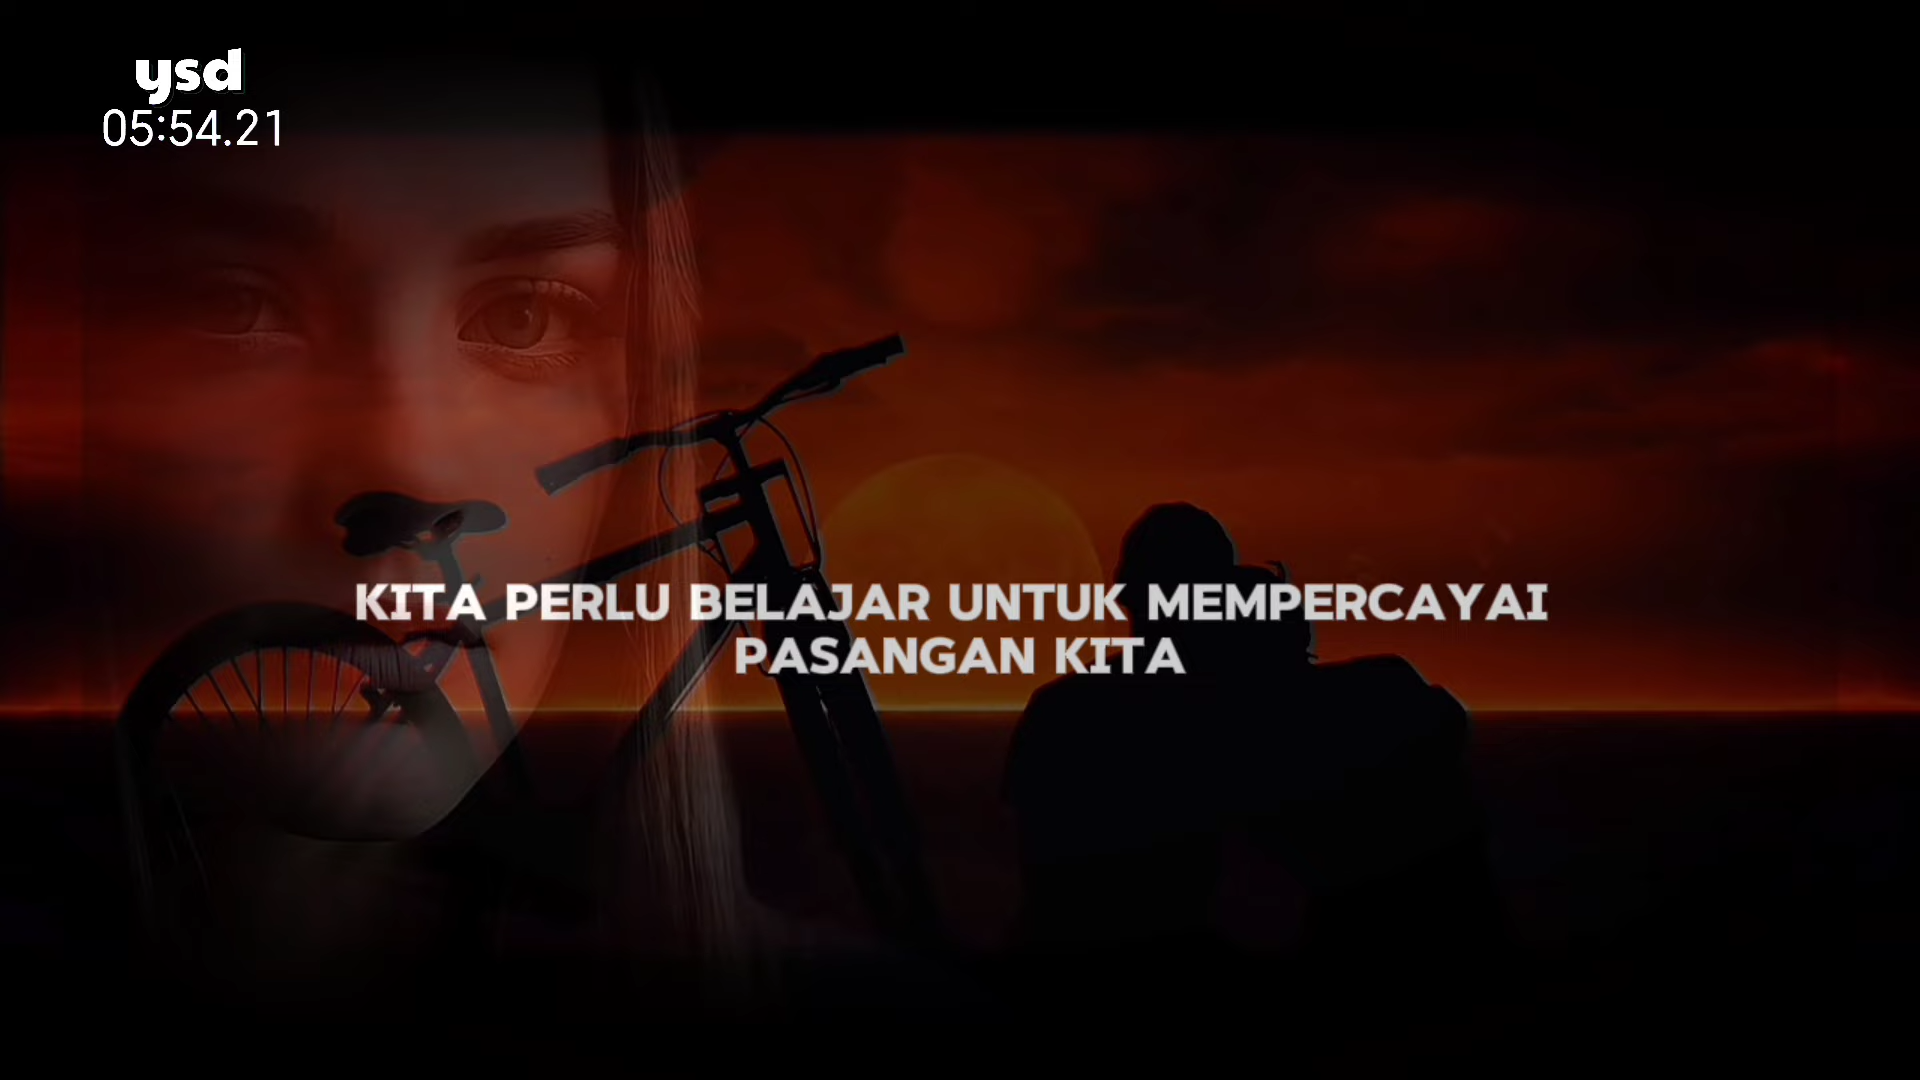 ysd
05:54.21
KITA PERLU BELAJAR UNTUK MEMPERCAYAI
PASANGAN KITA